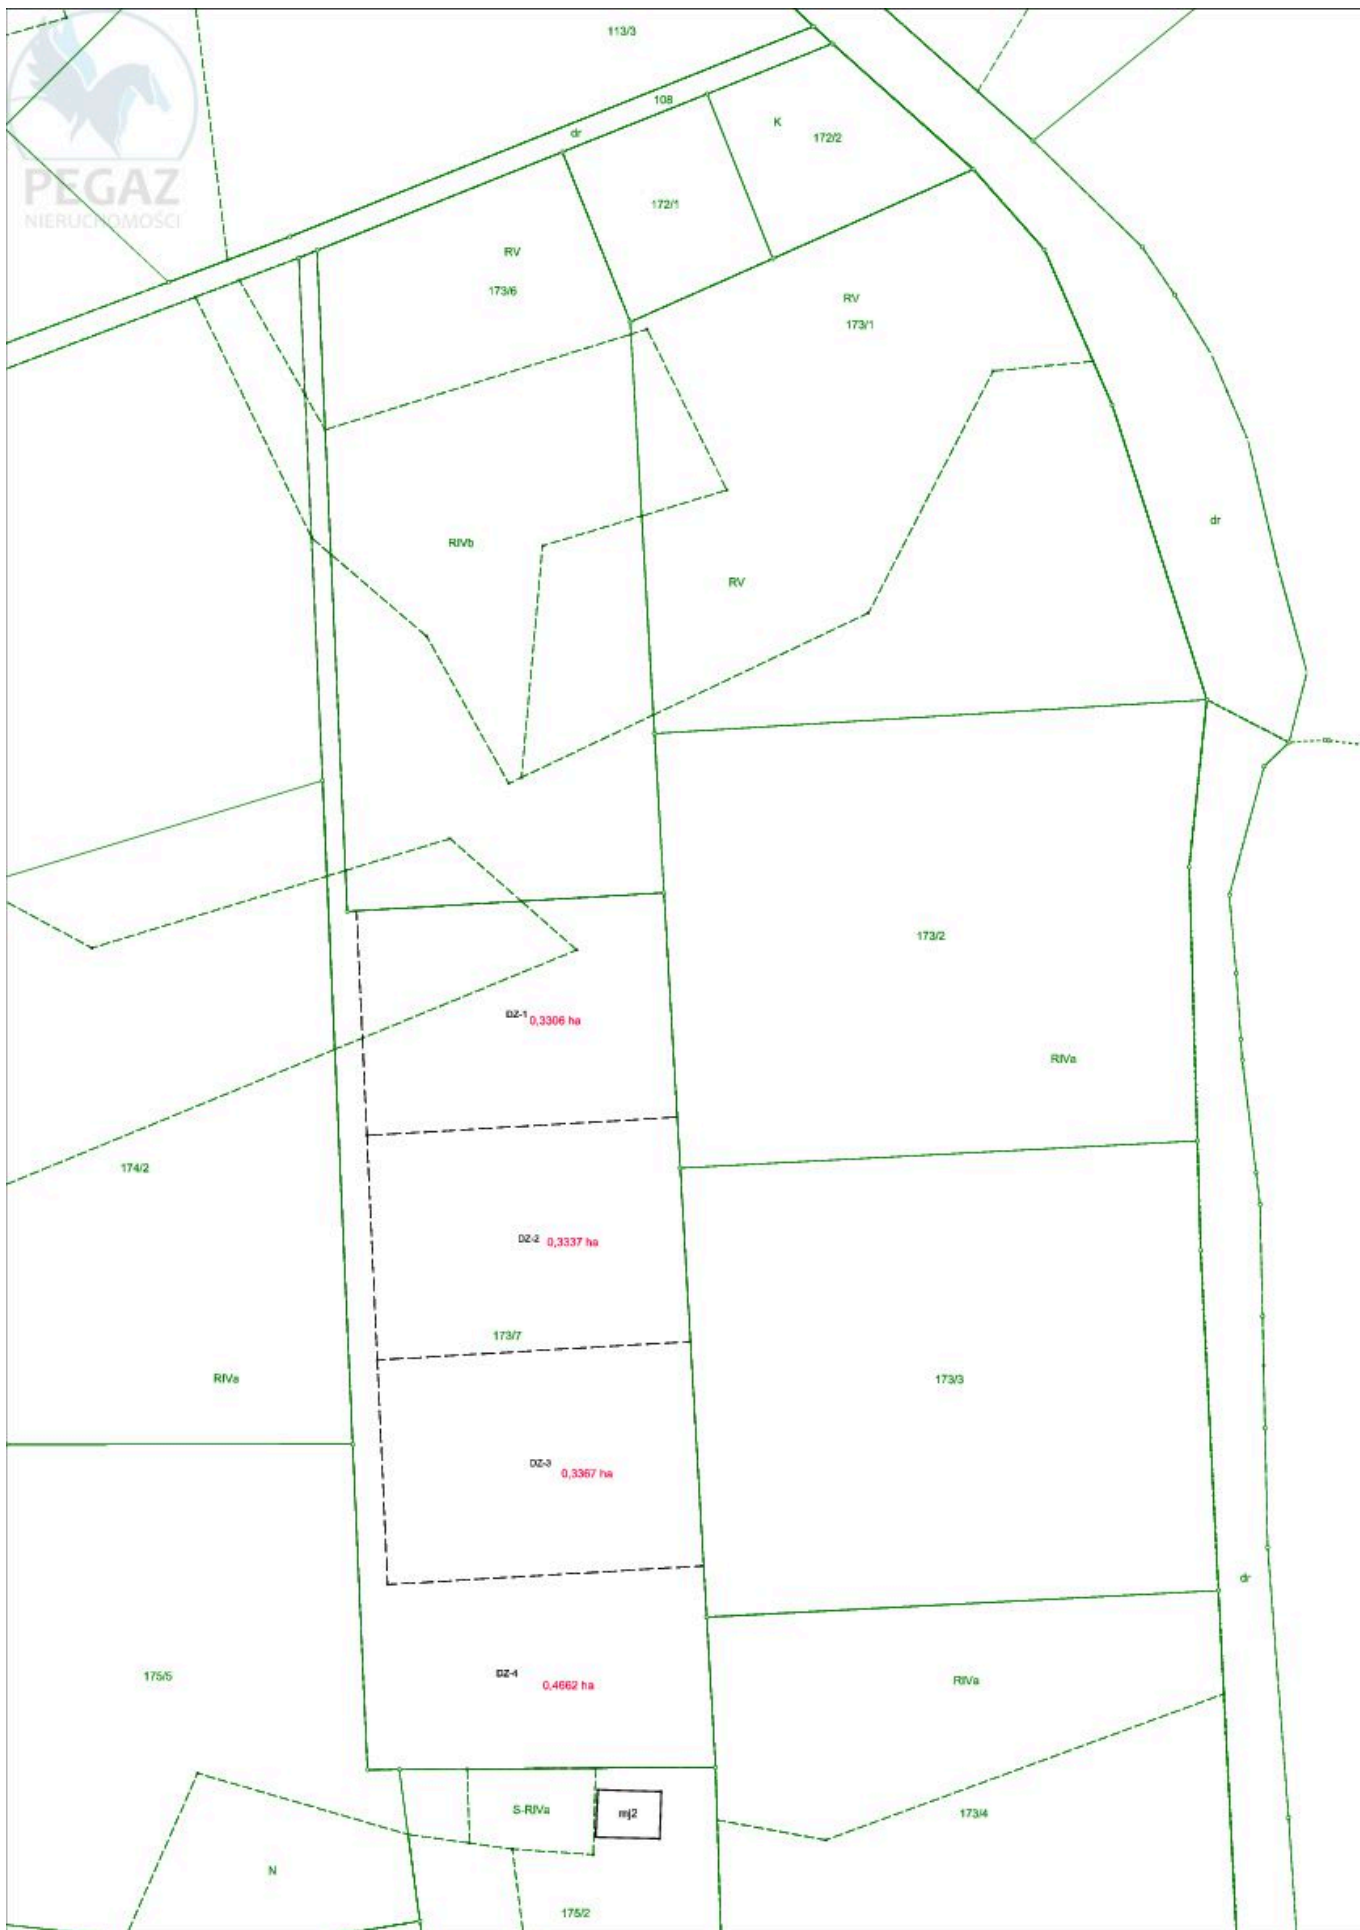 113/3
PEGAZ
NIERUCHOMOŚCI
108
dr
K
172/2
172/1
RV
173/6
RV
173/1
dr
RIVb
RV
173/2
DZ-1 0,3306 ha
RIVa
174/2
DZ-2 0,3337 ha
173/7
RIVa
173/3
DZ-3 0,3367 ha
dr
175/5
DZ-4 0,4662 ha
RIVa
S-RIVa
mj2
173/4
N
175/2